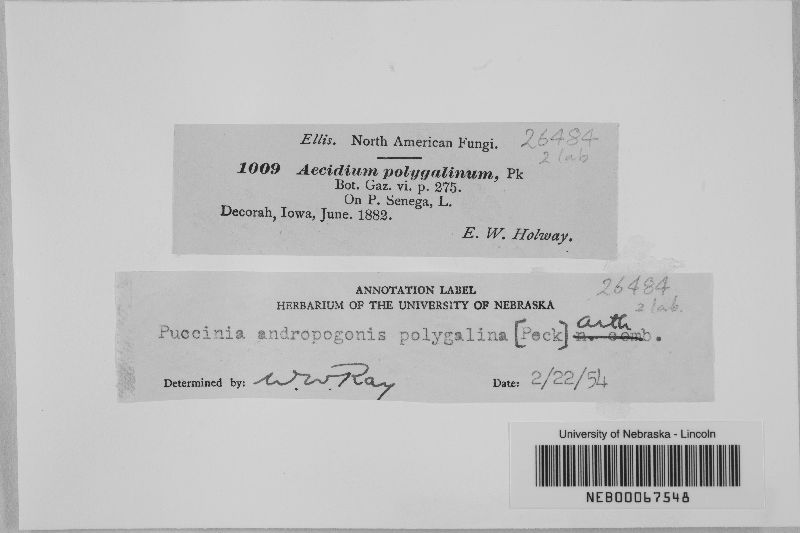 Ellis. North American Fungi. 26484
2 lab
1009 Aecidium polygalinum, Pk
Bot. Gaz. vi. p. 275.
On P. Senega, L.
Decorah, Iowa, June. 1882.
E. W. Holway.
ANNOTATION LABEL 26484
HERBARIUM OF THE UNIVERSITY OF NEBRASKA 2 lab.
Puccinia andropogonis polygalina [Peck] Arth n. comb.
Determined by: W.W. Ray Date: 2/22/54
University of Nebraska - Lincoln
NEB00067548